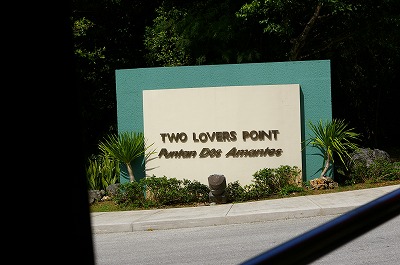 TWO LOVERS POINT
Puntan Dos Amantes